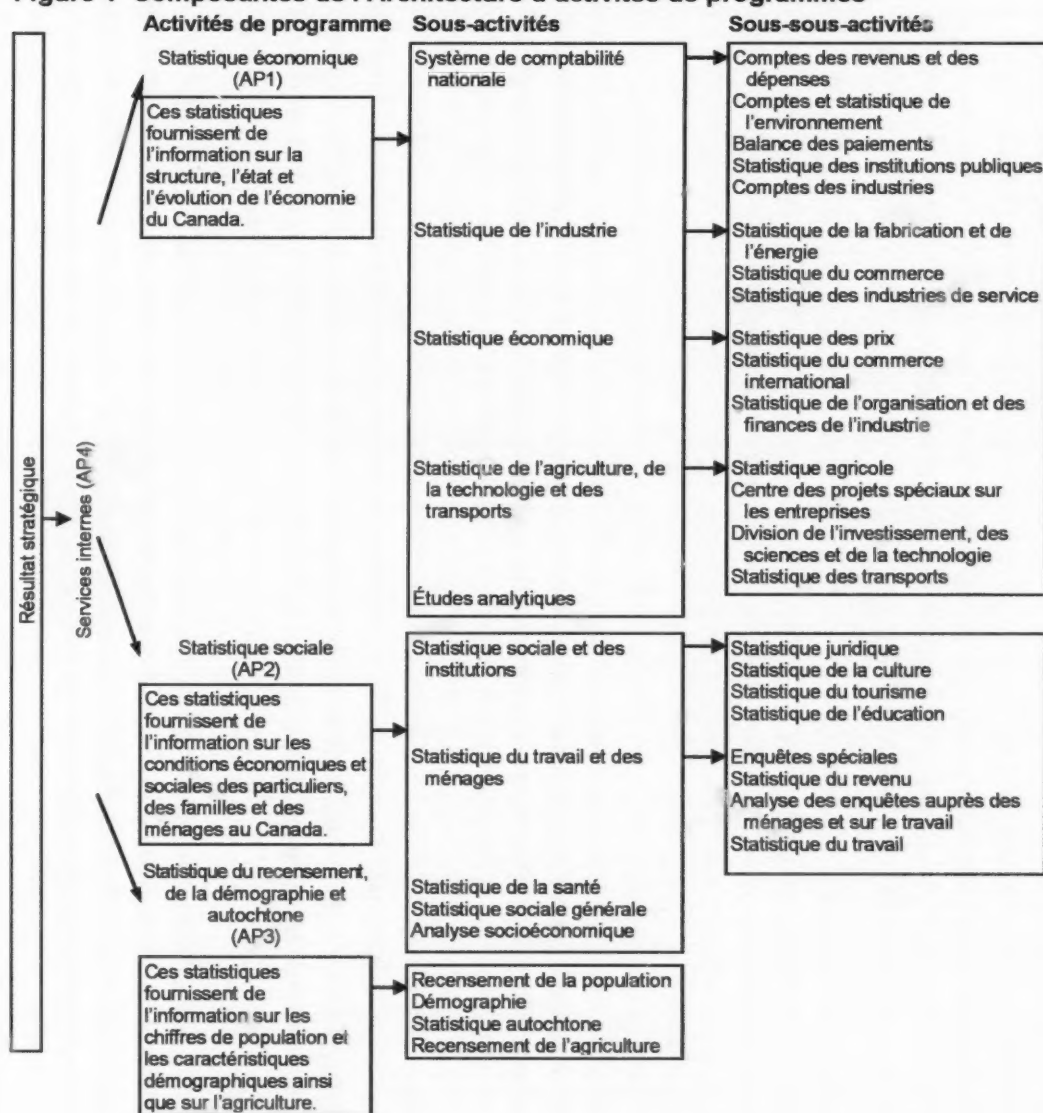 Figure 1 Composantes de l'Architecture d'activités de programmes
Activités de programme
Sous-activités
Sous-sous-activités
Résultat stratégique
Services internes (AP4)
Statistique économique
(AP1)
Ces statistiques
fournissent de
l'information sur la
structure, l'état et
l'évolution de l'économie
du Canada.
Système de comptabilité
nationale
Comptes des revenus et des
dépenses
Comptes et statistique de
l'environnement
Balance des paiements
Statistique des institutions publiques
Comptes des industries
Statistique de l'industrie
Statistique de la fabrication et de
l'énergie
Statistique du commerce
Statistique des industries de service
Statistique économique
Statistique des prix
Statistique du commerce
international
Statistique de l'organisation et des
finances de l'industrie
Statistique de l'agriculture, de
la technologie et des
transports
Statistique agricole
Centre des projets spéciaux sur
les entreprises
Division de l'investissement, des
sciences et de la technologie
Statistique des transports
Études analytiques
Statistique sociale
(AP2)
Ces statistiques
fournissent de
l'information sur les
conditions économiques et
sociales des particuliers,
des familles et des
ménages au Canada.
Statistique sociale et des
institutions
Statistique juridique
Statistique de la culture
Statistique du tourisme
Statistique de l'éducation
Statistique du travail et des
ménages
Enquêtes spéciales
Statistique du revenu
Analyse des enquêtes auprès des
ménages et sur le travail
Statistique du travail
Statistique de la santé
Statistique sociale générale
Analyse socioéconomique
Statistique du recensement,
de la démographie et
autochtone
(AP3)
Ces statistiques
fournissent de
l'information sur les
chiffres de population et
les caractéristiques
démographiques ainsi
que sur l'agriculture.
Recensement de la population
Démographie
Statistique autochtone
Recensement de l'agriculture